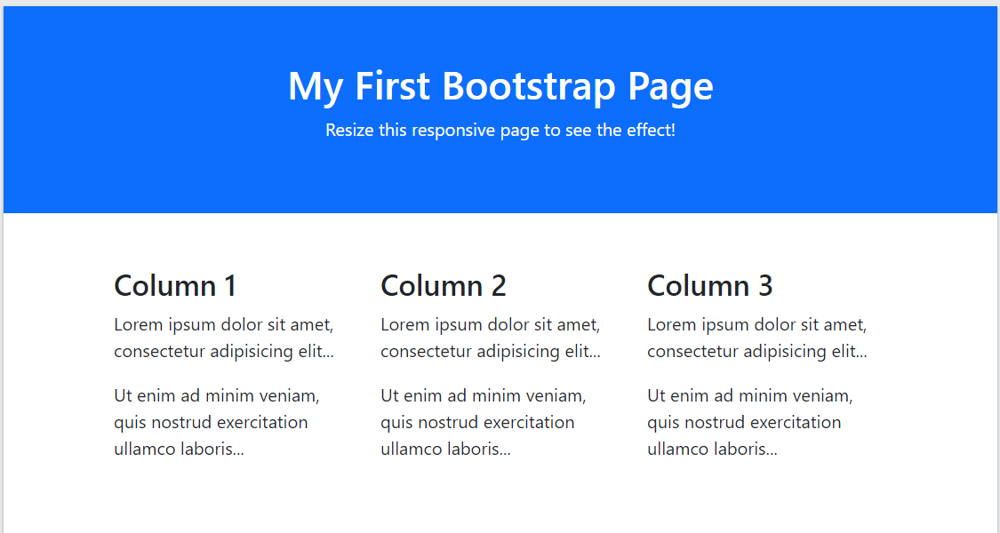 My First Bootstrap Page
Resize this responsive page to see the effect!
Column 1
Lorem ipsum dolor sit amet,
consectetur adipisicing elit...
Ut enim ad minim veniam,
quis nostrud exercitation
ullamco laboris...
Column 2
Lorem ipsum dolor sit amet,
consectetur adipisicing elit...
Ut enim ad minim veniam,
quis nostrud exercitation
ullamco laboris...
Column 3
Lorem ipsum dolor sit amet,
consectetur adipisicing elit...
Ut enim ad minim veniam,
quis nostrud exercitation
ullamco laboris...